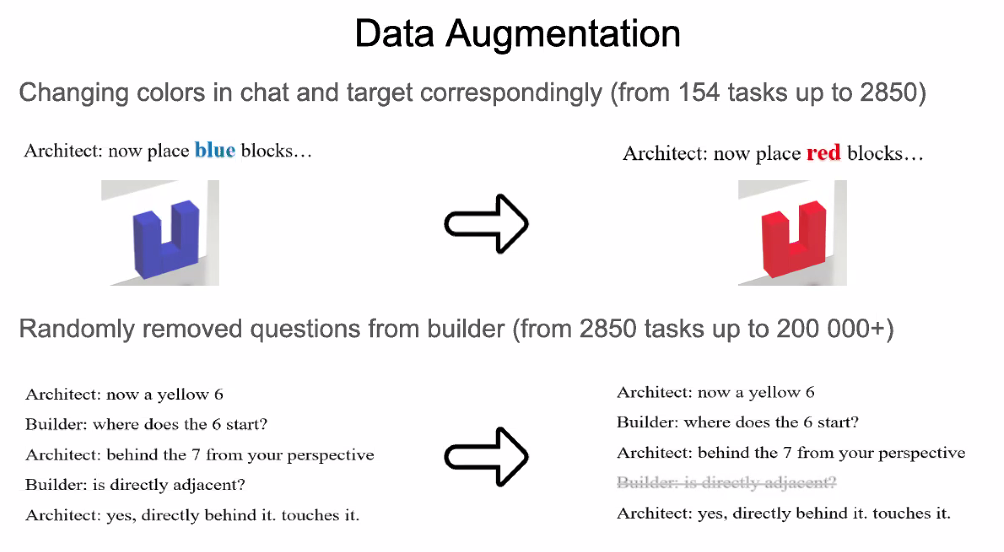 Data Augmentation
Changing colors in chat and target correspondingly (from 154 tasks up to 2850)
Architect: now place blue blocks…
Architect: now place red blocks…
Randomly removed questions from builder (from 2850 tasks up to 200 000+)
Architect: now a yellow 6
Builder: where does the 6 start?
Architect: behind the 7 from your perspective
Builder: is directly adjacent?
Architect: yes, directly behind it. touches it.
Architect: now a yellow 6
Builder: where does the 6 start?
Architect: behind the 7 from your perspective
Builder: is directly adjacent?
Architect: yes, directly behind it. touches it.